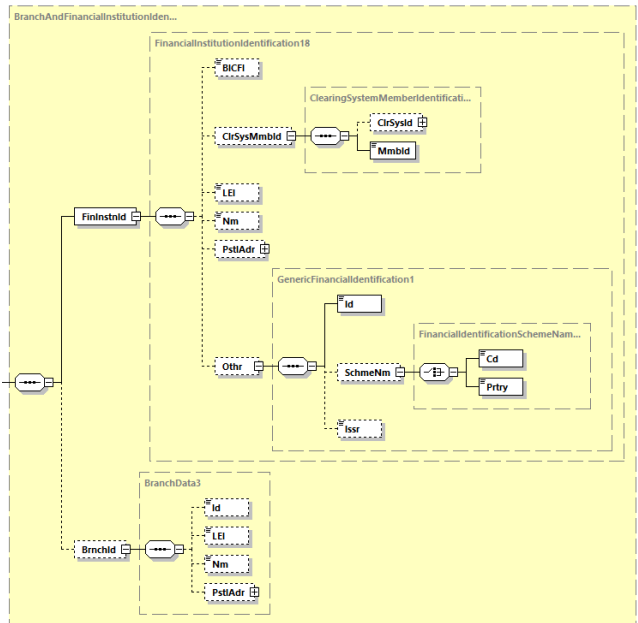 BranchAndFinancialInstitutionIden...
FinancialInstitutionIdentification18
BICFI
ClearingSystemMemberIdentificati...
ClrSysMmbId
ClrSysId
MmbId
LEI
FinInstnId
Nm
PstlAdr
GenericFinancialIdentification1
Id
FinancialIdentificationSchemeNam...
Othr
SchmeNm
Cd
Prtry
Issr
BranchData3
Id
LEI
BrnchId
Nm
PstlAdr